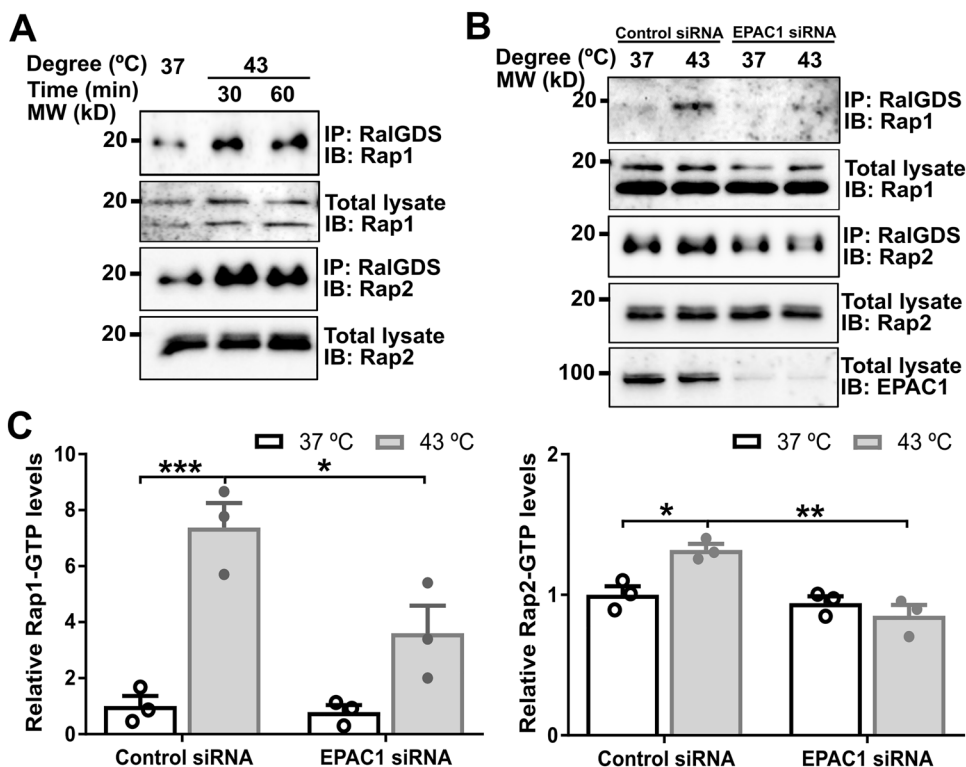 A
Degree (ºC) 37 43
Time (min) 30 60
MW (kD)
20 IP: RalGDS
IB: Rap1
20 Total lysate
IB: Rap1
20 IP: RalGDS
IB: Rap2
20 Total lysate
IB: Rap2
B
Control siRNA EPAC1 siRNA
Degree (ºC) 37 43 37 43
MW (kD)
20 IP: RalGDS
IB: Rap1
20 Total lysate
IB: Rap1
20 IP: RalGDS
IB: Rap2
20 Total lysate
IB: Rap2
100 Total lysate
IB: EPAC1
C
37 ºC 43 ºC
Relative Rap1-GTP levels
10
8
6
4
2
0
*** *
Control siRNA EPAC1 siRNA
37 ºC 43 ºC
Relative Rap2-GTP levels
2
1
0
* **
Control siRNA EPAC1 siRNA